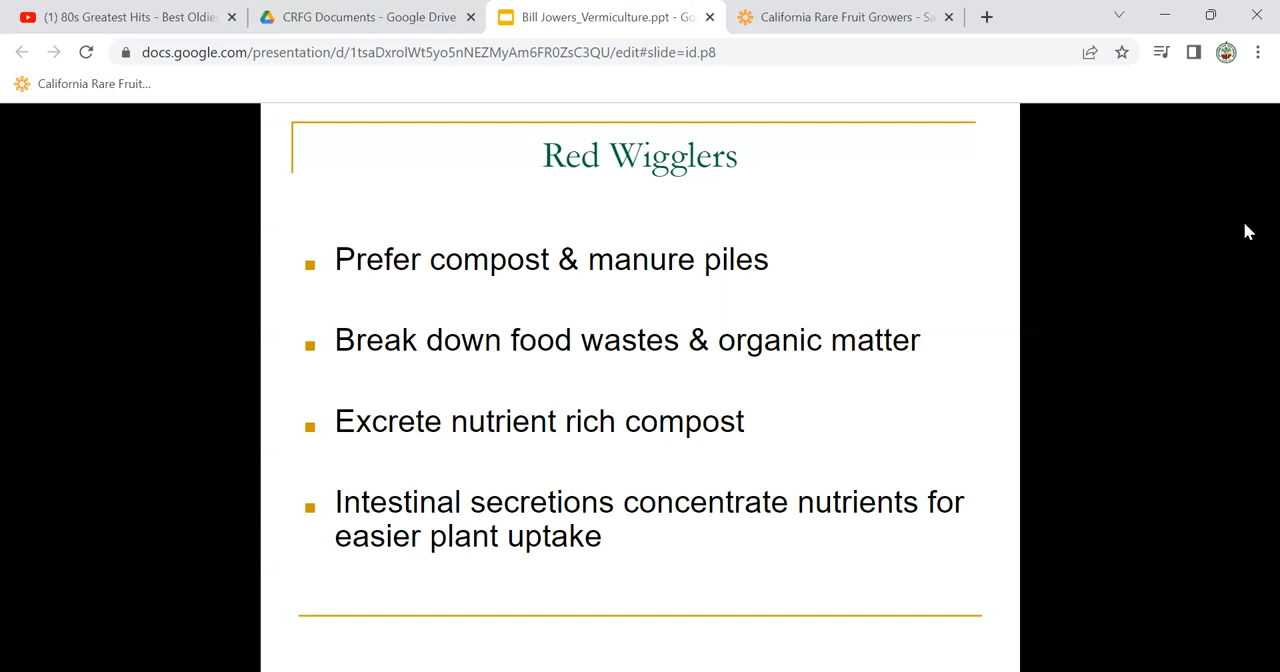 (1) 80s Greatest Hits - Best Oldie
CRFG Documents - Google Drive
Bill Jowers_Vermiculture.ppt - Go
California Rare Fruit Growers - Sa
docs.google.com/presentation/d/1tsaDxrolWt5yo5nNEZMyAm6FR0ZsC3QU/edit#slide=id.p8
California Rare Fruit...
Red Wigglers
Prefer compost & manure piles
Break down food wastes & organic matter
Excrete nutrient rich compost
Intestinal secretions concentrate nutrients for
easier plant uptake